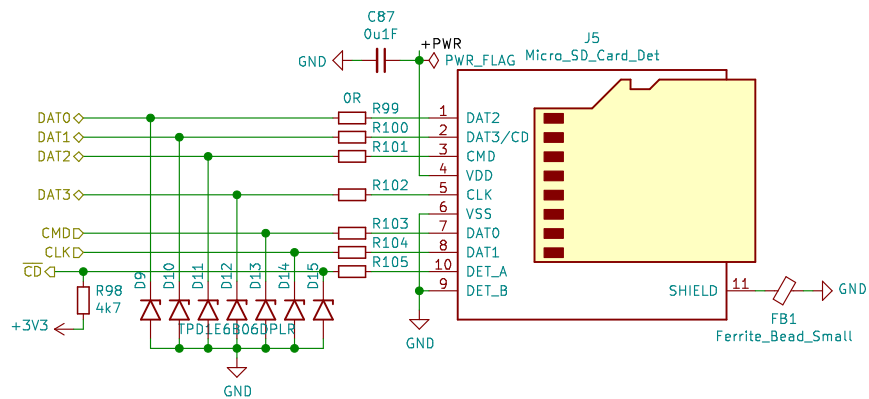 C87
0u1F
GND
+PWR
PWR_FLAG
J5
Micro_SD_Card_Det
0R
DAT0
R99
1
DAT2
DAT1
R100
2
DAT3/CD
DAT2
R101
3
CMD
4
VDD
DAT3
R102
5
CLK
6
VSS
CMD
R103
7
DAT0
CLK
R104
8
DAT1
CD
R105
10
DET_A
9
DET_B
D9
D10
D11
D12
D13
D14
D15
R98
4k7
+3V3
TPD1E6B06DPLR
GND
GND
SHIELD
11
GND
FB1
Ferrite_Bead_Small